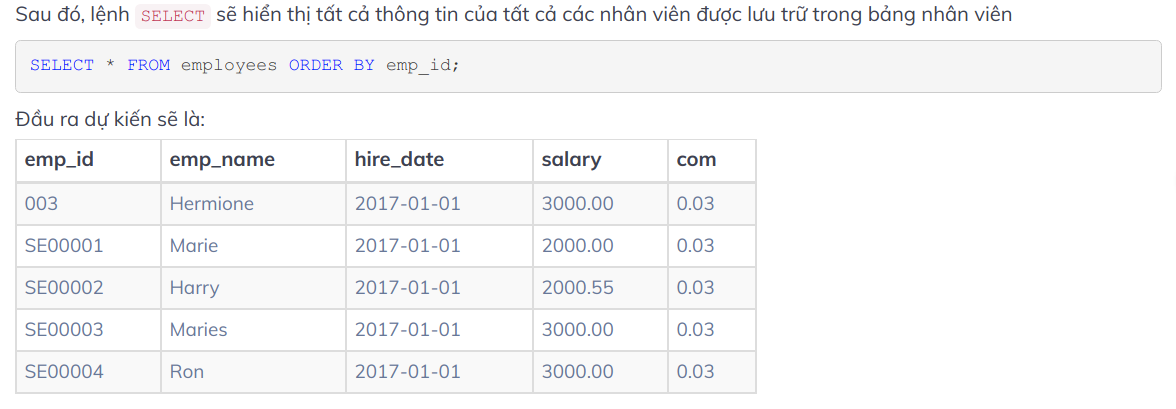 Sau đó, lệnh SELECT sẽ hiển thị tất cả thông tin của tất cả các nhân viên được lưu trữ trong bảng nhân viên
SELECT * FROM employees ORDER BY emp_id;
Đầu ra dự kiến sẽ là:
emp_id emp_name hire_date salary com
003 Hermione 2017-01-01 3000.00 0.03
SE00001 Marie 2017-01-01 2000.00 0.03
SE00002 Harry 2017-01-01 2000.55 0.03
SE00003 Maries 2017-01-01 3000.00 0.03
SE00004 Ron 2017-01-01 3000.00 0.03